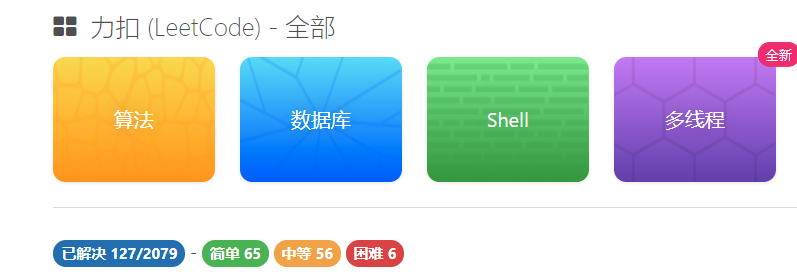 力扣 (LeetCode) - 全部
全新
算法 数据库 Shell 多线程
已解决 127/2079 - 简单 65 中等 56 困难 6